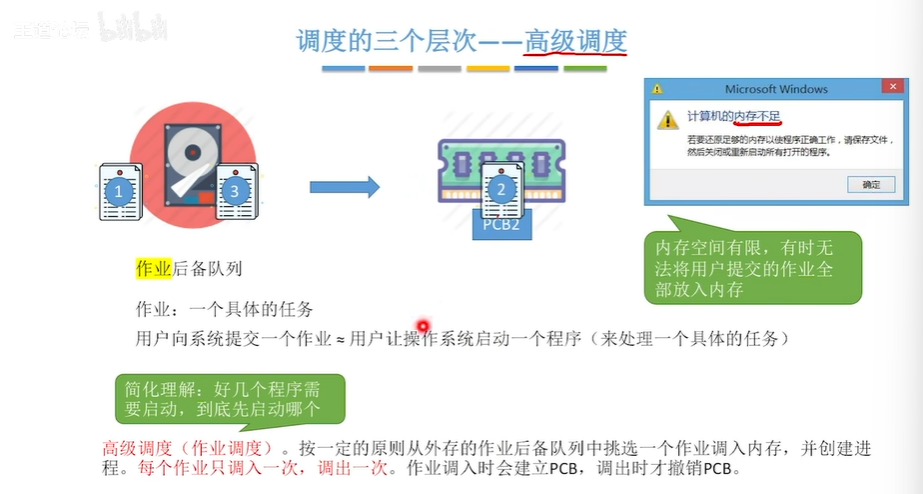 调度的三个层次——高级调度
Microsoft Windows
计算机的内存不足
若要还原足够的内存以使程序正确工作，请保存文件，
然后关闭或重新启动所有打开的程序。
确定
1
3
2
PCB2
内存空间有限，有时无
法将用户提交的作业全
部放入内存
作业后备队列
作业：一个具体的任务
用户向系统提交一个作业 ≈ 用户让操作系统启动一个程序（来处理一个具体的任务）
简化理解：好几个程序需
要启动，到底先启动哪个
高级调度（作业调度）。按一定的原则从外存的作业后备队列中挑选一个作业调入内存，并创建进
程。每个作业只调入一次，调出一次。作业调入时会建立PCB，调出时才撤销PCB。